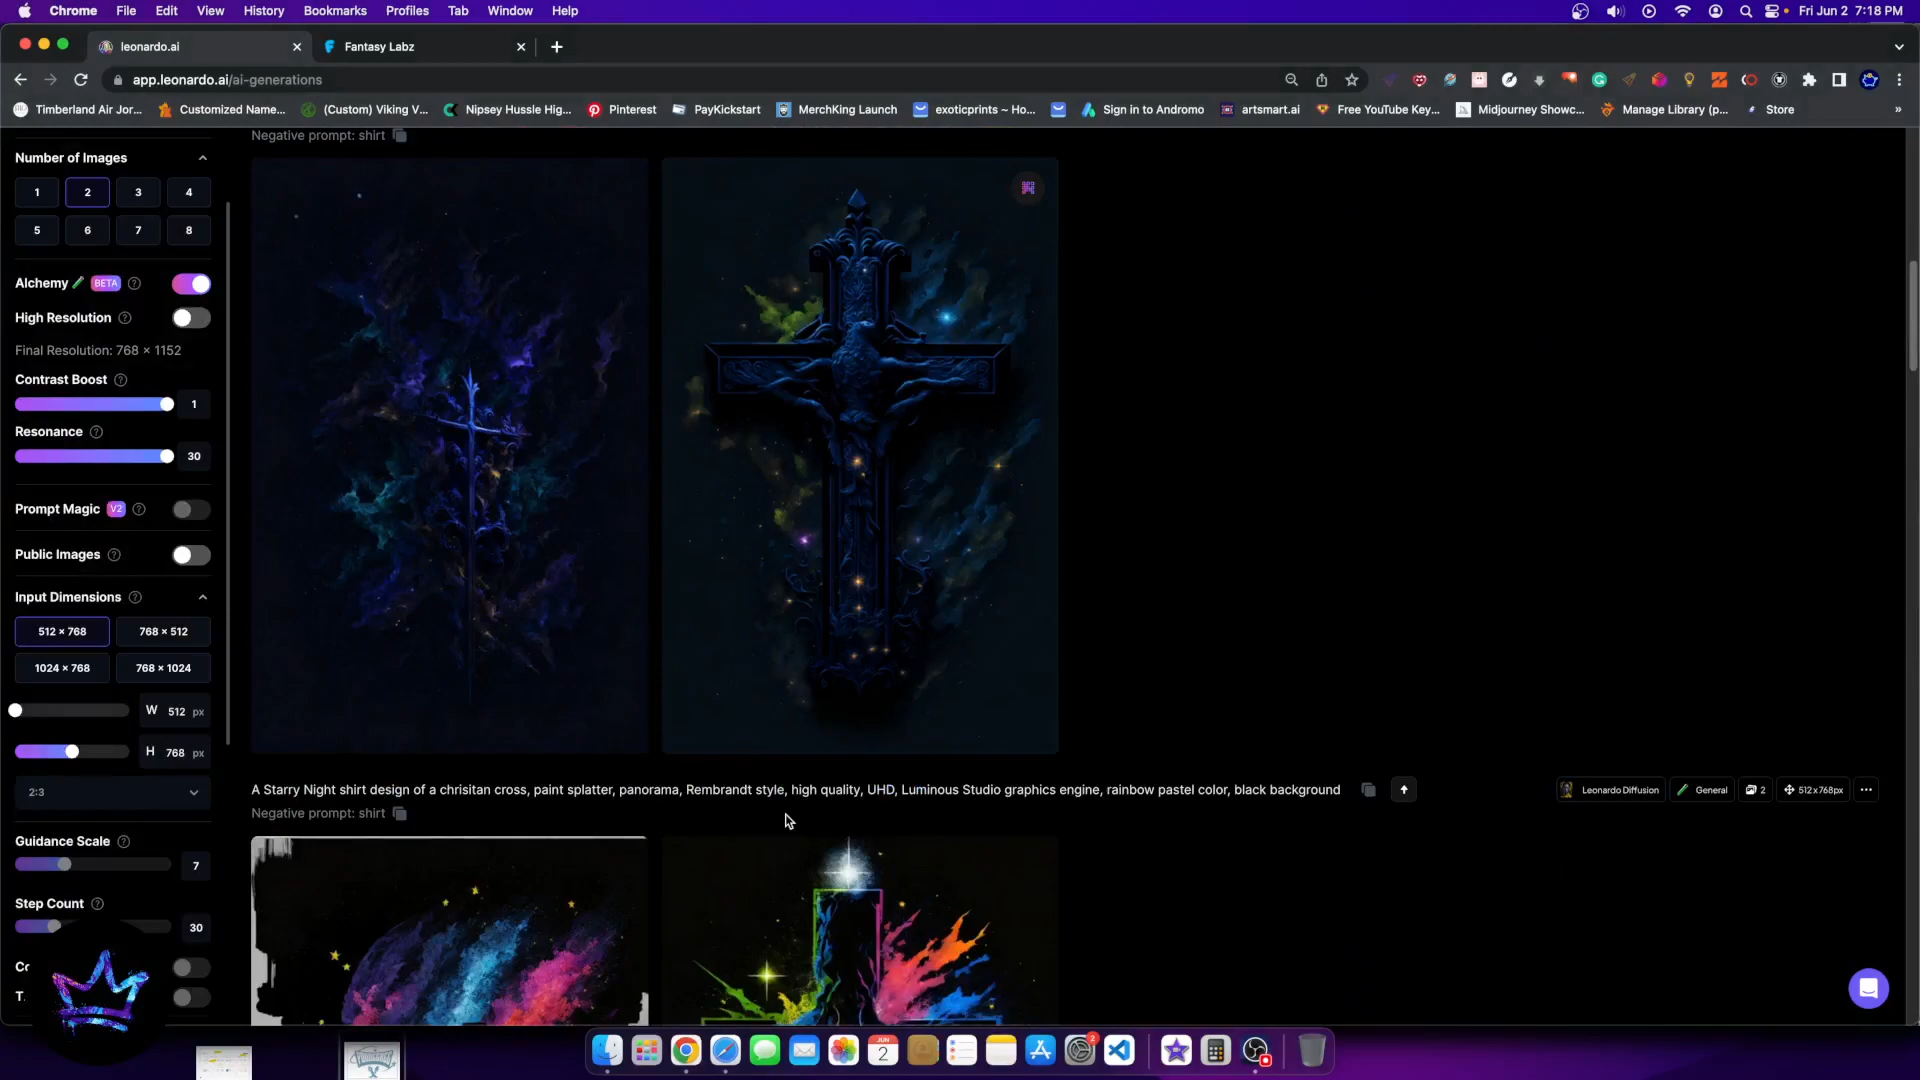 Chrome File Edit View History Bookmarks Profiles Tab Window Help
Fri Jun 2 7:18 PM
leonardo.ai
Fantasy Labz
app.leonardo.ai/ai-generations
Timberland Air Jor...
Customized Name...
(Custom) Viking V...
Nipsey Hussle Hig...
Pinterest
PayKickstart
MerchKing Launch
exoticprints ~ Ho...
Sign in to Andromo
artsmart.ai
Free YouTube Key...
Midjourney Showc...
Manage Library (p...
Store
»
Negative prompt: shirt
Number of Images
1 2 3 4
5 6 7 8
Alchemy BETA
High Resolution
Final Resolution: 768 × 1152
Contrast Boost
1
Resonance
30
Prompt Magic V2
Public Images
Input Dimensions
512 × 768
768 × 512
1024 × 768
768 × 1024
W 512 px
H 768 px
2:3
Guidance Scale
7
Step Count
30
A Starry Night shirt design of a chrisitan cross, paint splatter, panorama, Rembrandt style, high quality, UHD, Luminous Studio graphics engine, rainbow pastel color, black background
Leonardo Diffusion
General
2
512x768px
Negative prompt: shirt
JUN
2
2